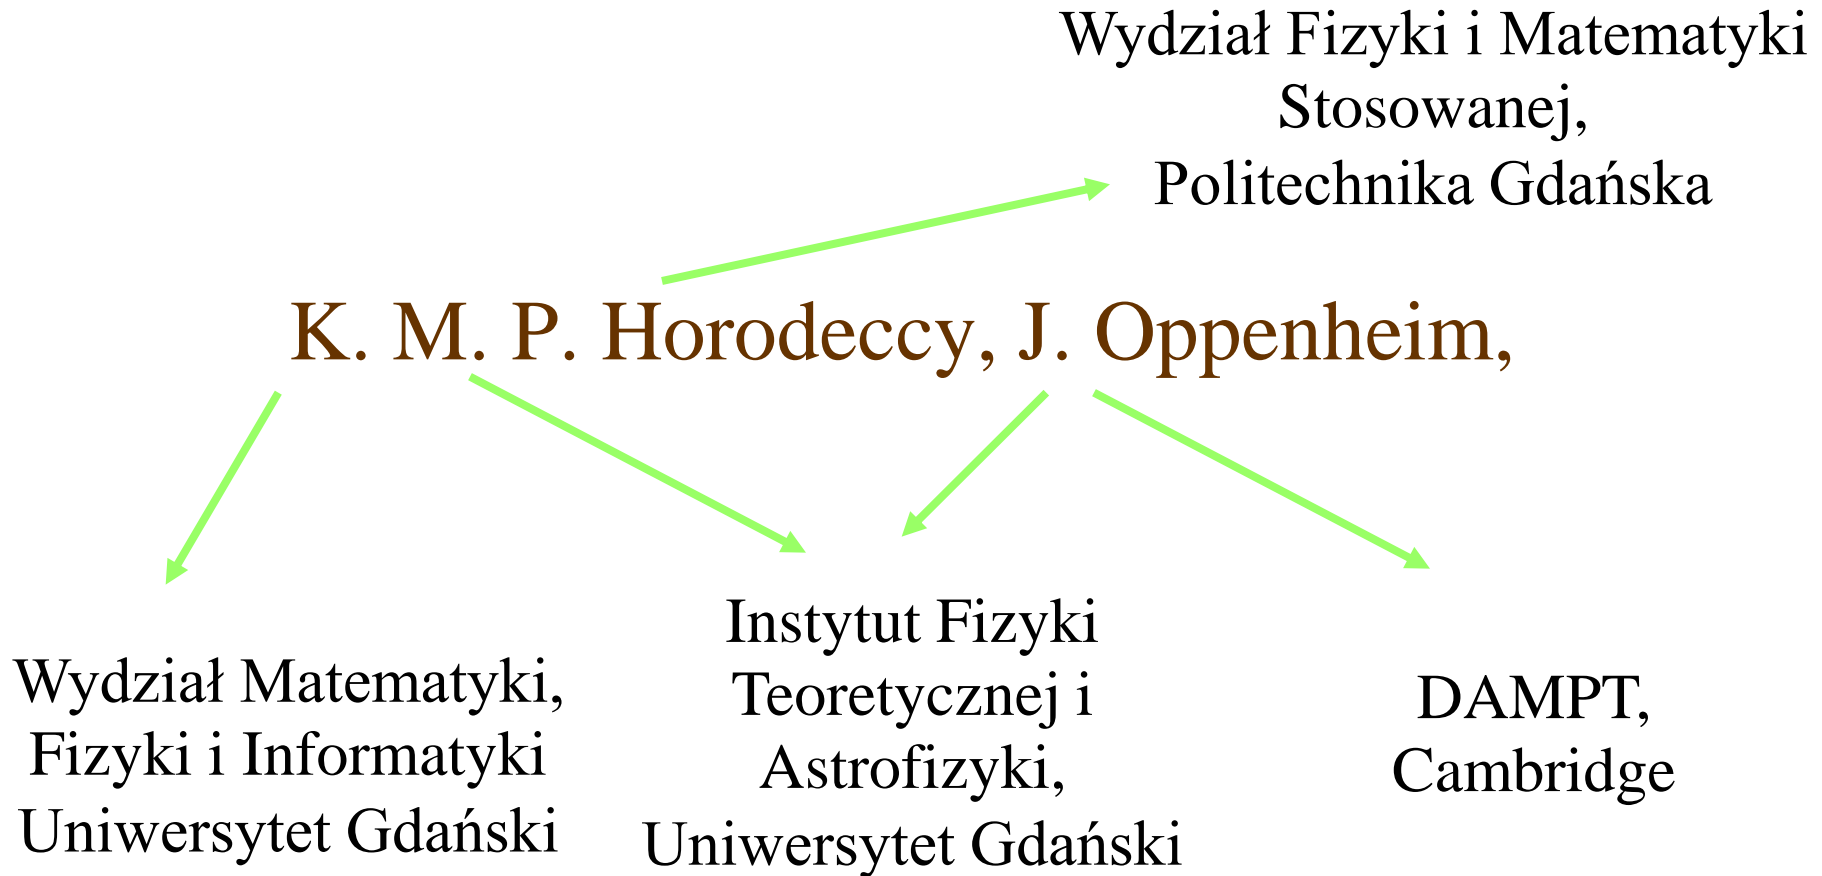 Wydział Fizyki i Matematyki
Stosowanej,
Politechnika Gdańska
K. M. P. Horodeccy, J. Oppenheim,
Wydział Matematyki,
Fizyki i Informatyki
Uniwersytet Gdański
Instytut Fizyki
Teoretycznej i
Astrofizyki,
Uniwersytet Gdański
DAMPT,
Cambridge